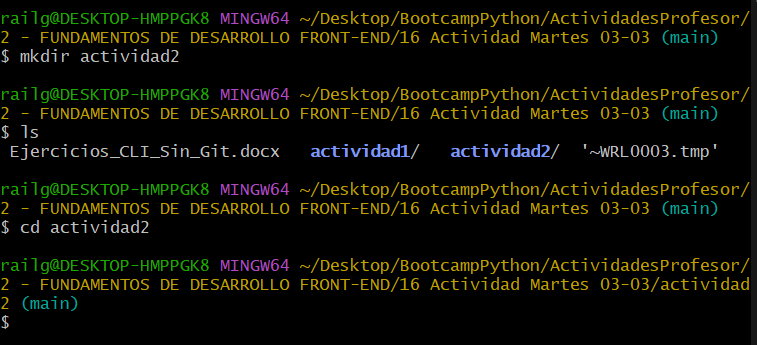 railg@DESKTOP-HMPPGK8 MINGW64 ~/Desktop/BootcampPython/ActividadesProfesor/
2 - FUNDAMENTOS DE DESARROLLO FRONT-END/16 Actividad Martes 03-03 (main)
$ mkdir actividad2
railg@DESKTOP-HMPPGK8 MINGW64 ~/Desktop/BootcampPython/ActividadesProfesor/
2 - FUNDAMENTOS DE DESARROLLO FRONT-END/16 Actividad Martes 03-03 (main)
$ ls
Ejercicios_CLI_Sin_Git.docx   actividad1/   actividad2/  '~WRL0003.tmp'
railg@DESKTOP-HMPPGK8 MINGW64 ~/Desktop/BootcampPython/ActividadesProfesor/
2 - FUNDAMENTOS DE DESARROLLO FRONT-END/16 Actividad Martes 03-03 (main)
$ cd actividad2
railg@DESKTOP-HMPPGK8 MINGW64 ~/Desktop/BootcampPython/ActividadesProfesor/
2 - FUNDAMENTOS DE DESARROLLO FRONT-END/16 Actividad Martes 03-03/actividad
2 (main)
$